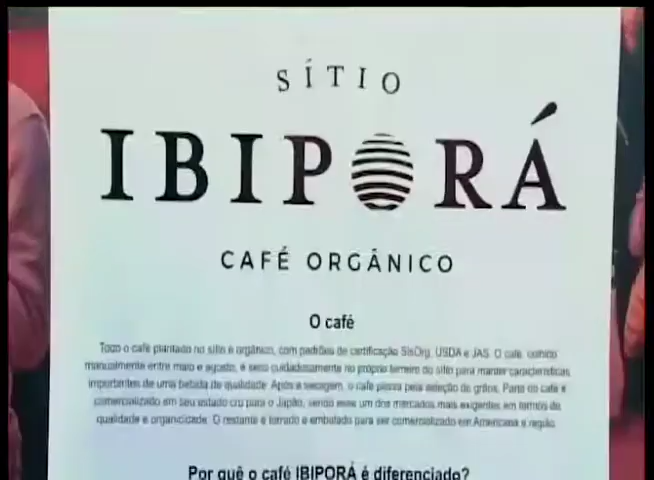 SÍTIO
IBIPORÁ
CAFÉ ORGÂNICO
O café
Todo o café plantado no sítio é orgânico, com padrões de certificação SisOrg, USDA e JAS. O café, colhido
manualmente entre maio e agosto, é seco cuidadosamente no próprio terreiro do sítio para manter características
importantes de uma bebida de qualidade. Após a secagem, o café passa pela seleção de grãos. Parte do café é
comercializado em seu estado cru para o Japão, sendo esse um dos mercados mais exigentes em termos de
qualidade e organicidade. O restante é torrado e embalado para ser comercializado em Americana e região.
Por quê o café IBIPORÁ é diferenciado?